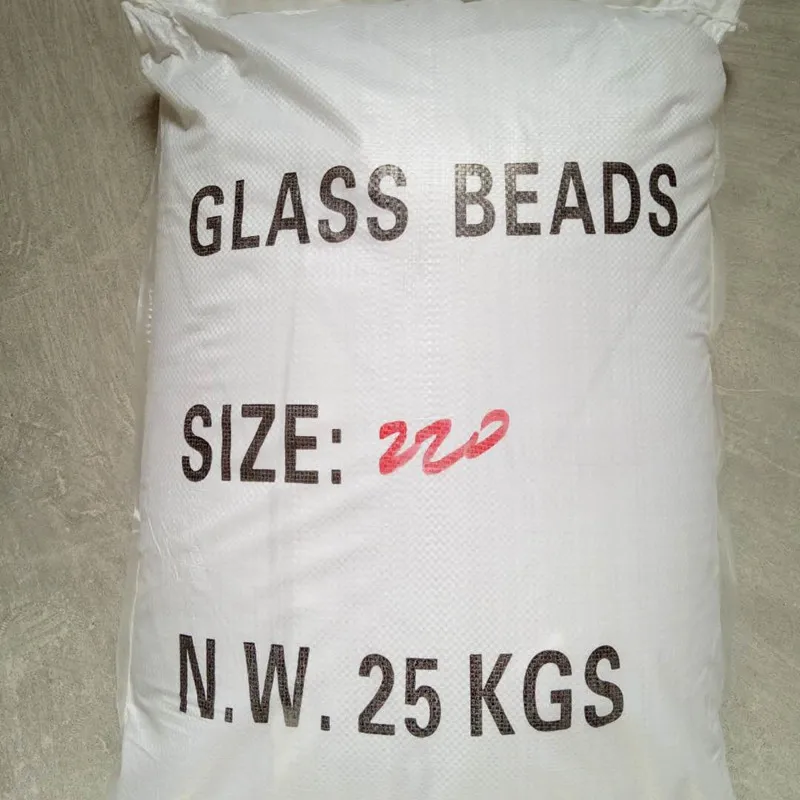 GLASS BEADS
SIZE: 220
N.W. 25 KGS